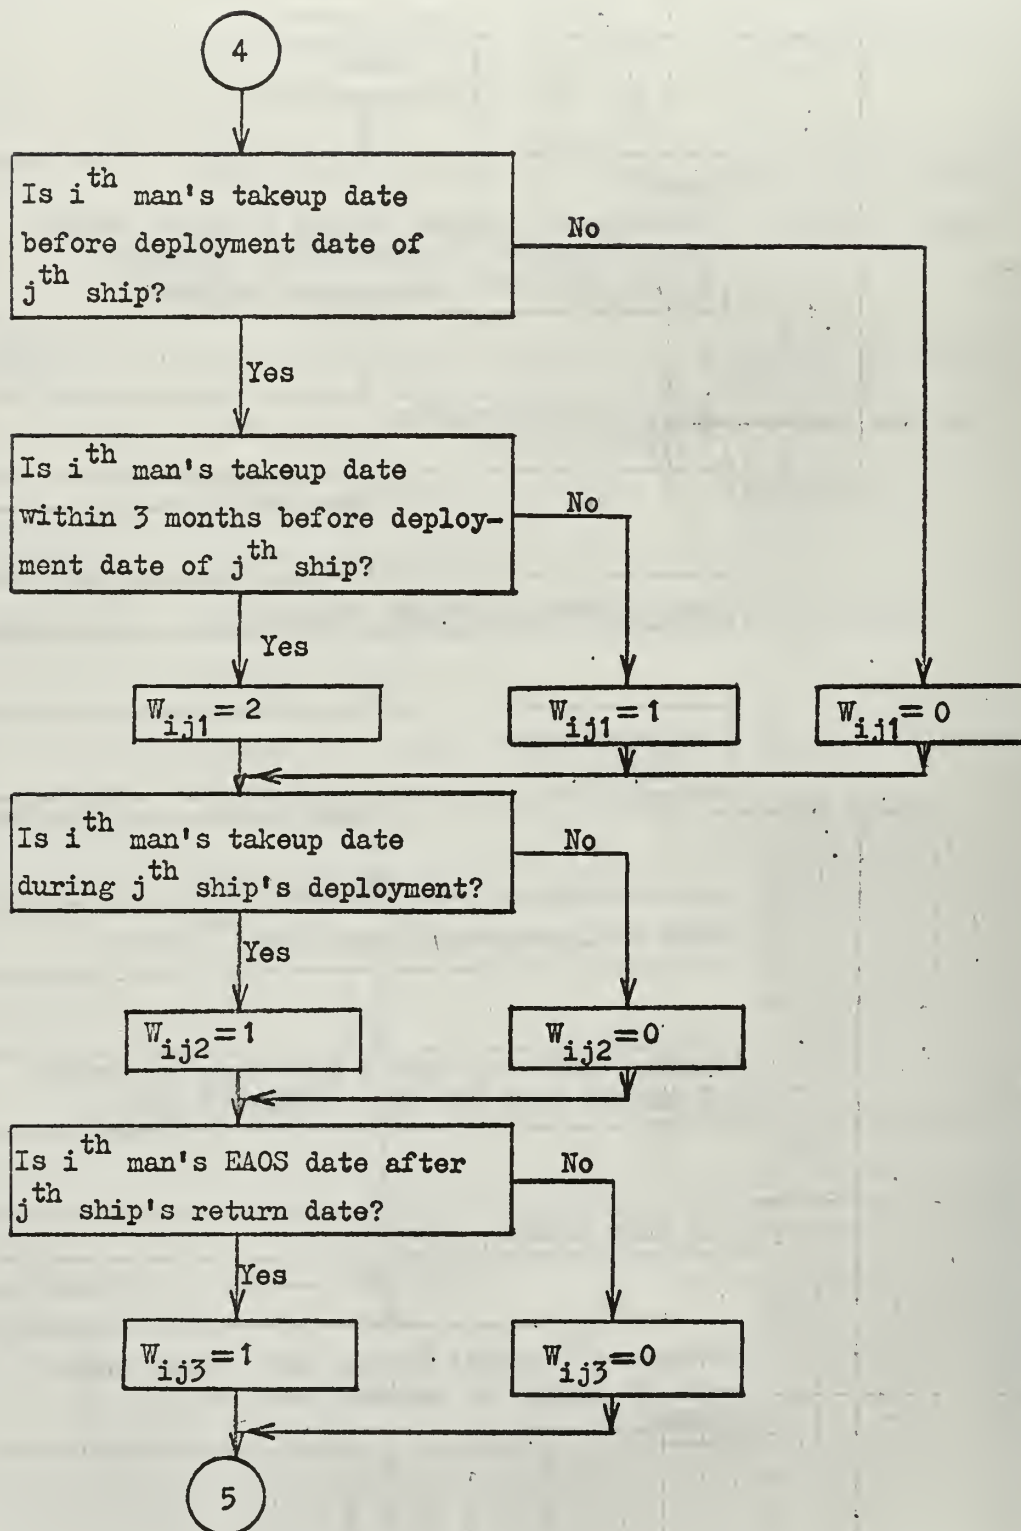 4
Is i^th man's takeup date
before deployment date of
j^th ship?
No
Yes
Is i^th man's takeup date
within 3 months before deploy-
ment date of j^th ship?
No
Yes
W_ij1 = 2
W_ij1 = 1
W_ij1 = 0
Is i^th man's takeup date
during j^th ship's deployment?
No
Yes
W_ij2 = 1
W_ij2 = 0
Is i^th man's EAOS date after
j^th ship's return date?
No
Yes
W_ij3 = 1
W_ij3 = 0
5